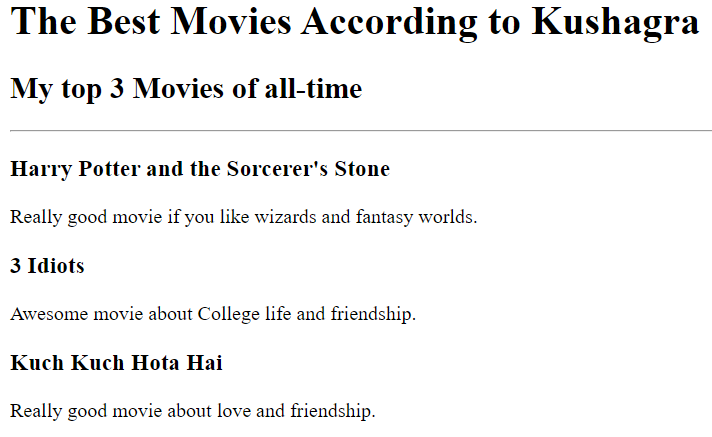 The Best Movies According to Kushagra
My top 3 Movies of all-time
Harry Potter and the Sorcerer's Stone
Really good movie if you like wizards and fantasy worlds.
3 Idiots
Awesome movie about College life and friendship.
Kuch Kuch Hota Hai
Really good movie about love and friendship.